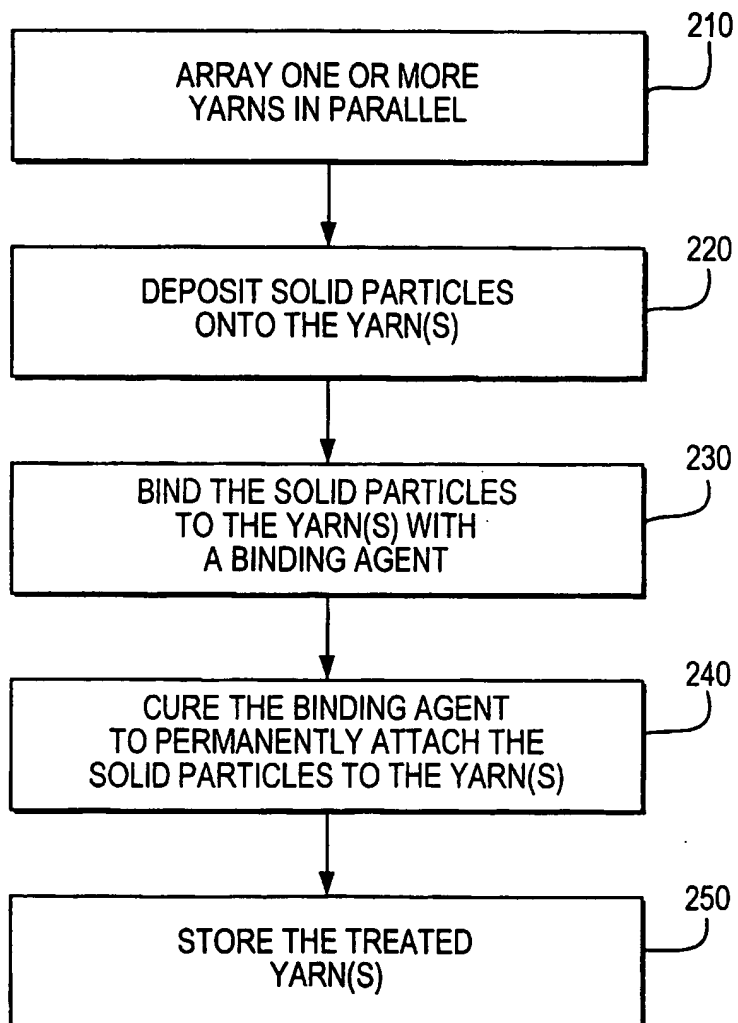 210
ARRAY ONE OR MORE
YARNS IN PARALLEL
220
DEPOSIT SOLID PARTICLES
ONTO THE YARN(S)
230
BIND THE SOLID PARTICLES
TO THE YARN(S) WITH
A BINDING AGENT
240
CURE THE BINDING AGENT
TO PERMANENTLY ATTACH THE
SOLID PARTICLES TO THE YARN(S)
250
STORE THE TREATED
YARN(S)